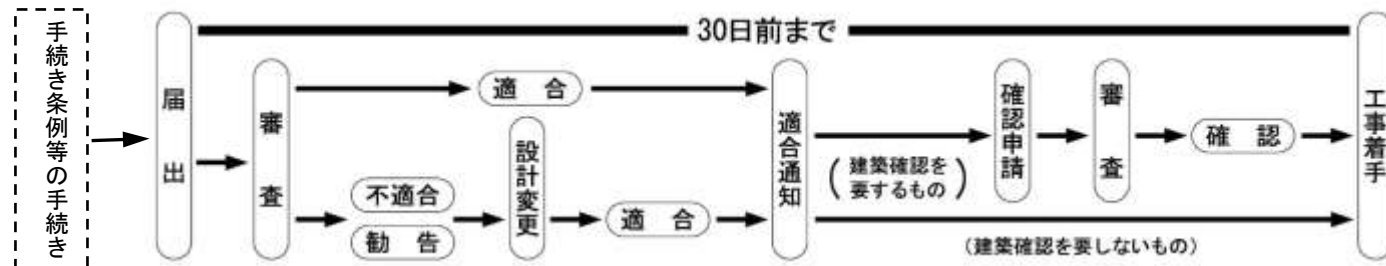 手続き条例等の手続き
届出
30日前まで
審査
適合
不適合
勧告
設計変更
適合
適合通知
(建築確認を
要するもの)
確認申請
審査
確認
(建築確認を要しないもの)
工事着手